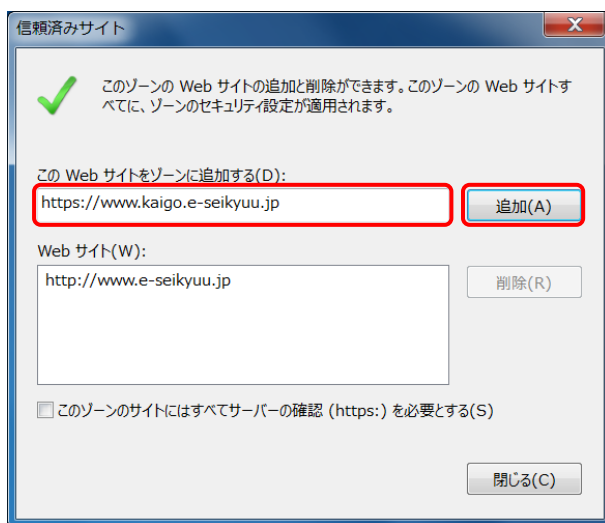 信頼済みサイト
このゾーンの Web サイトの追加と削除ができます。このゾーンの Web サイトす
べてに、ゾーンのセキュリティ設定が適用されます。
この Web サイトをゾーンに追加する(D):
https://www.kaigo.e-seikyuu.jp
追加(A)
Web サイト(W):
http://www.e-seikyuu.jp
削除(R)
このゾーンのサイトにはすべてサーバーの確認 (https:) を必要とする(S)
閉じる(C)